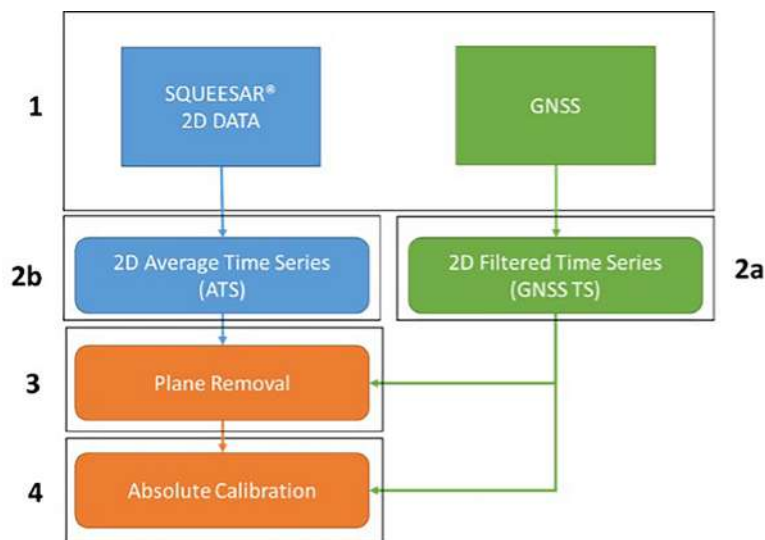 1
SQUEESAR®
2D DATA
GNSS
2b
2D Average Time Series
(ATS)
2D Filtered Time Series
(GNSS TS)
2a
3
Plane Removal
4
Absolute Calibration